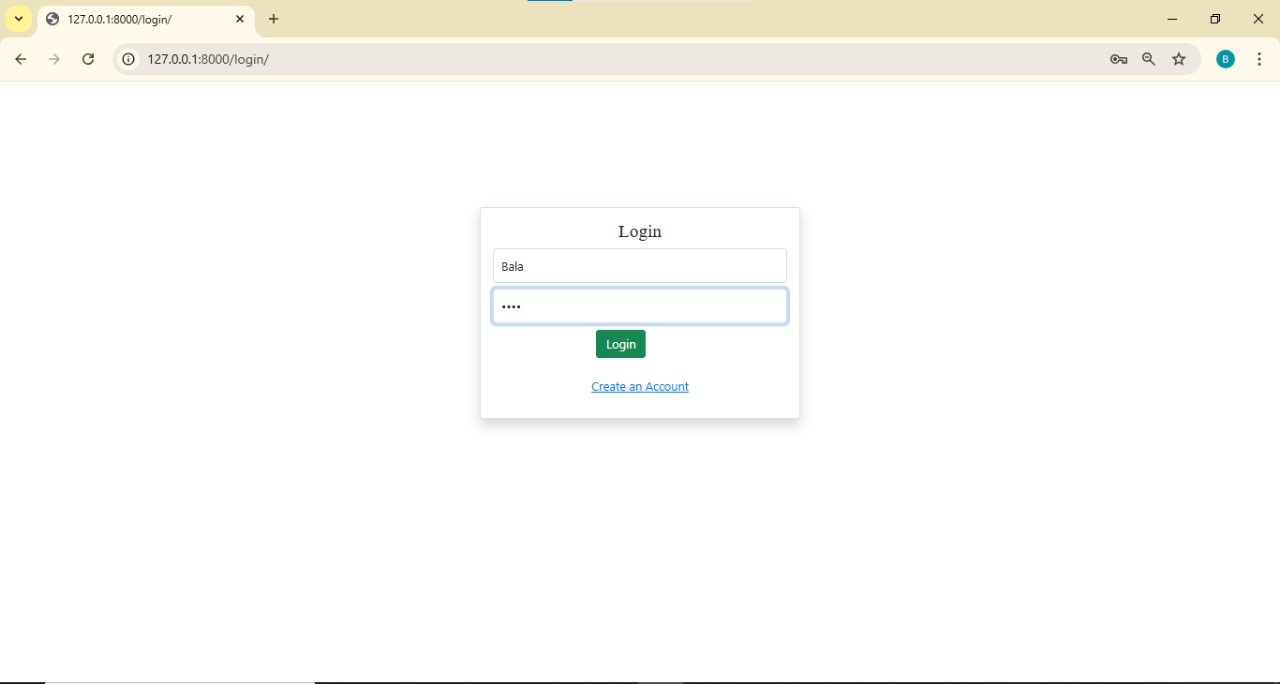 127.0.0.1:8000/login/
127.0.0.1:8000/login/
B
Login
Bala
••••
Login
Create an Account